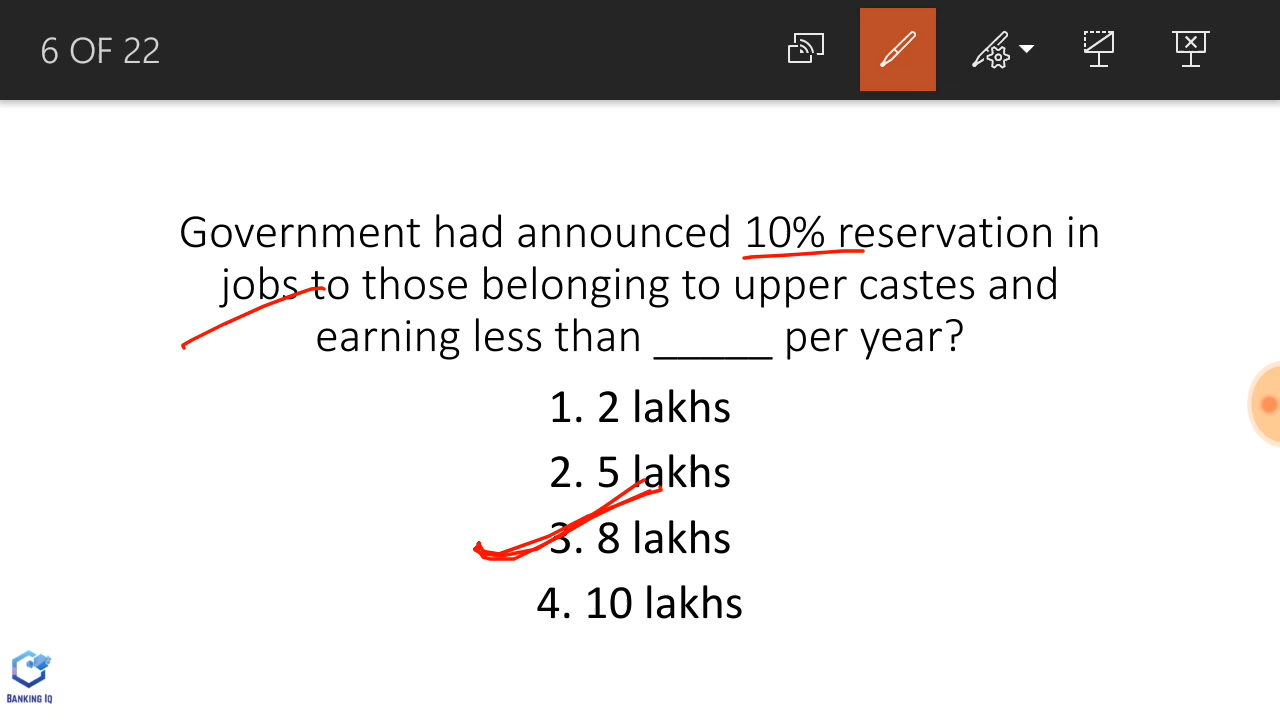 6 OF 22
Government had announced 10% reservation in
jobs to those belonging to upper castes and
earning less than _____ per year?
1. 2 lakhs
2. 5 lakhs
3. 8 lakhs
4. 10 lakhs
BANKING IQ